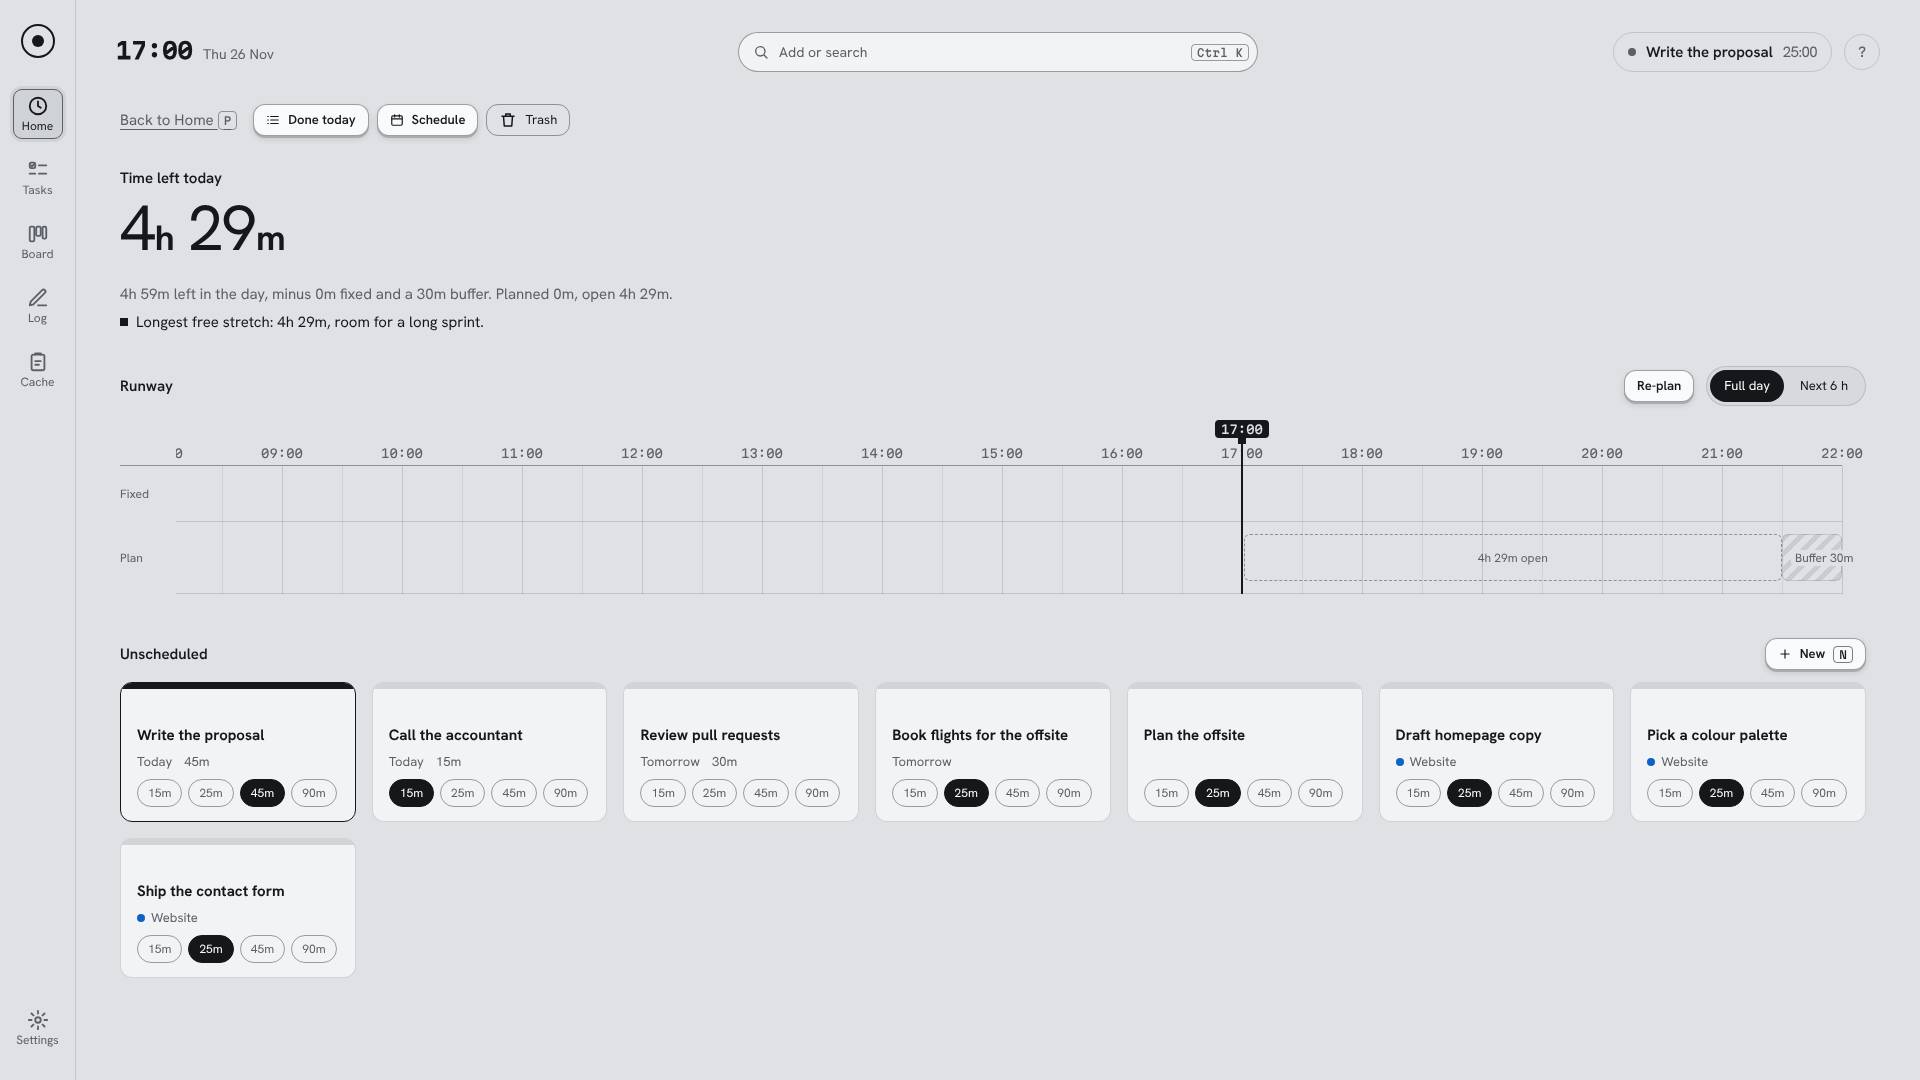 17:00 Thu 26 Nov
Add or search Ctrl K
Write the proposal 25:00 ?
Home
Tasks
Board
Log
Cache
Settings
Back to Home P Done today Schedule Trash
Time left today
4h 29m
4h 59m left in the day, minus 0m fixed and a 30m buffer. Planned 0m, open 4h 29m.
Longest free stretch: 4h 29m, room for a long sprint.
Runway Re-plan Full day Next 6 h
17:00
0 09:00 10:00 11:00 12:00 13:00 14:00 15:00 16:00 17:00 18:00 19:00 20:00 21:00 22:00
Fixed
Plan 4h 29m open Buffer 30m
Unscheduled + New N
Write the proposal
Today 45m
15m 25m 45m 90m
Call the accountant
Today 15m
15m 25m 45m 90m
Review pull requests
Tomorrow 30m
15m 25m 45m 90m
Book flights for the offsite
Tomorrow
15m 25m 45m 90m
Plan the offsite
15m 25m 45m 90m
Draft homepage copy
Website
15m 25m 45m 90m
Pick a colour palette
Website
15m 25m 45m 90m
Ship the contact form
Website
15m 25m 45m 90m